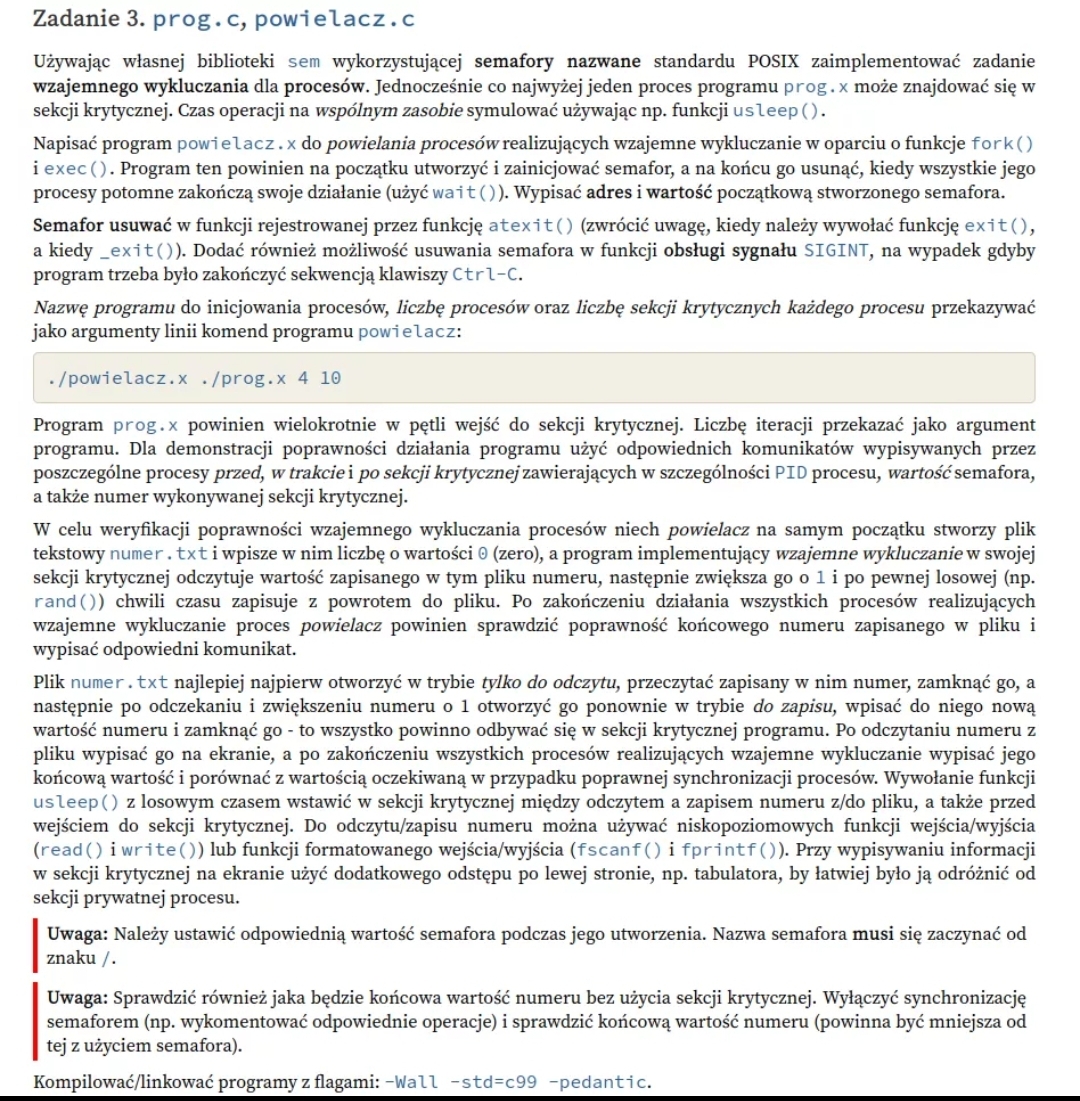 Zadanie 3. prog.c, powielacz.c
Używając własnej biblioteki sem wykorzystującej semafory nazwane standardu POSIX zaimplementować zadanie
wzajemnego wykluczania dla procesów. Jednocześnie co najwyżej jeden proces programu prog.x może znajdować się w
sekcji krytycznej. Czas operacji na wspólnym zasobie symulować używając np. funkcji usleep().
Napisać program powielacz.x do powielania procesów realizujących wzajemne wykluczanie w oparciu o funkcje fork()
i exec(). Program ten powinien na początku utworzyć i zainicjować semafor, a na końcu go usunąć, kiedy wszystkie jego
procesy potomne zakończą swoje działanie (użyć wait()). Wypisać adres i wartość początkową stworzonego semafora.
Semafor usuwać w funkcji rejestrowanej przez funkcję atexit() (zwrócić uwagę, kiedy należy wywołać funkcję exit(),
a kiedy _exit()). Dodać również możliwość usuwania semafora w funkcji obsługi sygnału SIGINT, na wypadek gdyby
program trzeba było zakończyć sekwencją klawiszy Ctrl-C.
Nazwę programu do inicjowania procesów, liczbę procesów oraz liczbę sekcji krytycznych każdego procesu przekazywać
jako argumenty linii komend programu powielacz:
./powielacz.x ./prog.x 4 10
Program prog.x powinien wielokrotnie w pętli wejść do sekcji krytycznej. Liczbę iteracji przekazać jako argument
programu. Dla demonstracji poprawności działania programu użyć odpowiednich komunikatów wypisywanych przez
poszczególne procesy przed, w trakcie i po sekcji krytycznej zawierających w szczególności PID procesu, wartość semafora,
a także numer wykonywanej sekcji krytycznej.
W celu weryfikacji poprawności wzajemnego wykluczania procesów niech powielacz na samym początku stworzy plik
tekstowy numer.txt i wpisze w nim liczbę o wartości 0 (zero), a program implementujący wzajemne wykluczanie w swojej
sekcji krytycznej odczytuje wartość zapisanego w tym pliku numeru, następnie zwiększa go o 1 i po pewnej losowej (np.
rand()) chwili czasu zapisuje z powrotem do pliku. Po zakończeniu działania wszystkich procesów realizujących
wzajemne wykluczanie proces powielacz powinien sprawdzić poprawność końcowego numeru zapisanego w pliku i
wypisać odpowiedni komunikat.
Plik numer.txt najlepiej najpierw otworzyć w trybie tylko do odczytu, przeczytać zapisany w nim numer, zamknąć go, a
następnie po odczekaniu i zwiększeniu numeru o 1 otworzyć go ponownie w trybie do zapisu, wpisać do niego nową
wartość numeru i zamknąć go - to wszystko powinno odbywać się w sekcji krytycznej programu. Po odczytaniu numeru z
pliku wypisać go na ekranie, a po zakończeniu wszystkich procesów realizujących wzajemne wykluczanie wypisać jego
końcową wartość i porównać z wartością oczekiwaną w przypadku poprawnej synchronizacji procesów. Wywołanie funkcji
usleep() z losowym czasem wstawić w sekcji krytycznej między odczytem a zapisem numeru z/do pliku, a także przed
wejściem do sekcji krytycznej. Do odczytu/zapisu numeru można używać niskopoziomowych funkcji wejścia/wyjścia
(read() i write()) lub funkcji formatowanego wejścia/wyjścia (fscanf() i fprintf()). Przy wypisywaniu informacji
w sekcji krytycznej na ekranie użyć dodatkowego odstępu po lewej stronie, np. tabulatora, by łatwiej było ją odróżnić od
sekcji prywatnej procesu.
Uwaga: Należy ustawić odpowiednią wartość semafora podczas jego utworzenia. Nazwa semafora musi się zaczynać od
znaku /.
Uwaga: Sprawdzić również jaka będzie końcowa wartość numeru bez użycia sekcji krytycznej. Wyłączyć synchronizację
semaforem (np. wykomentować odpowiednie operacje) i sprawdzić końcową wartość numeru (powinna być mniejsza od
tej z użyciem semafora).
Kompilować/linkować programy z flagami: -Wall -std=c99 -pedantic.